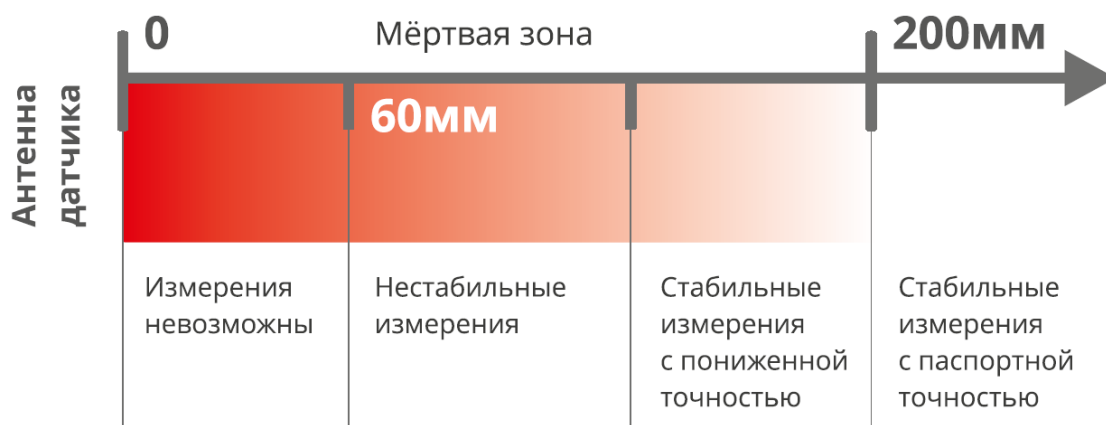 0
Мёртвая зона
200мм
60мм
Антенна
датчика
Измерения
невозможны
Нестабильные
измерения
Стабильные
измерения
с пониженной
точностью
Стабильные
измерения
с паспортной
точностью